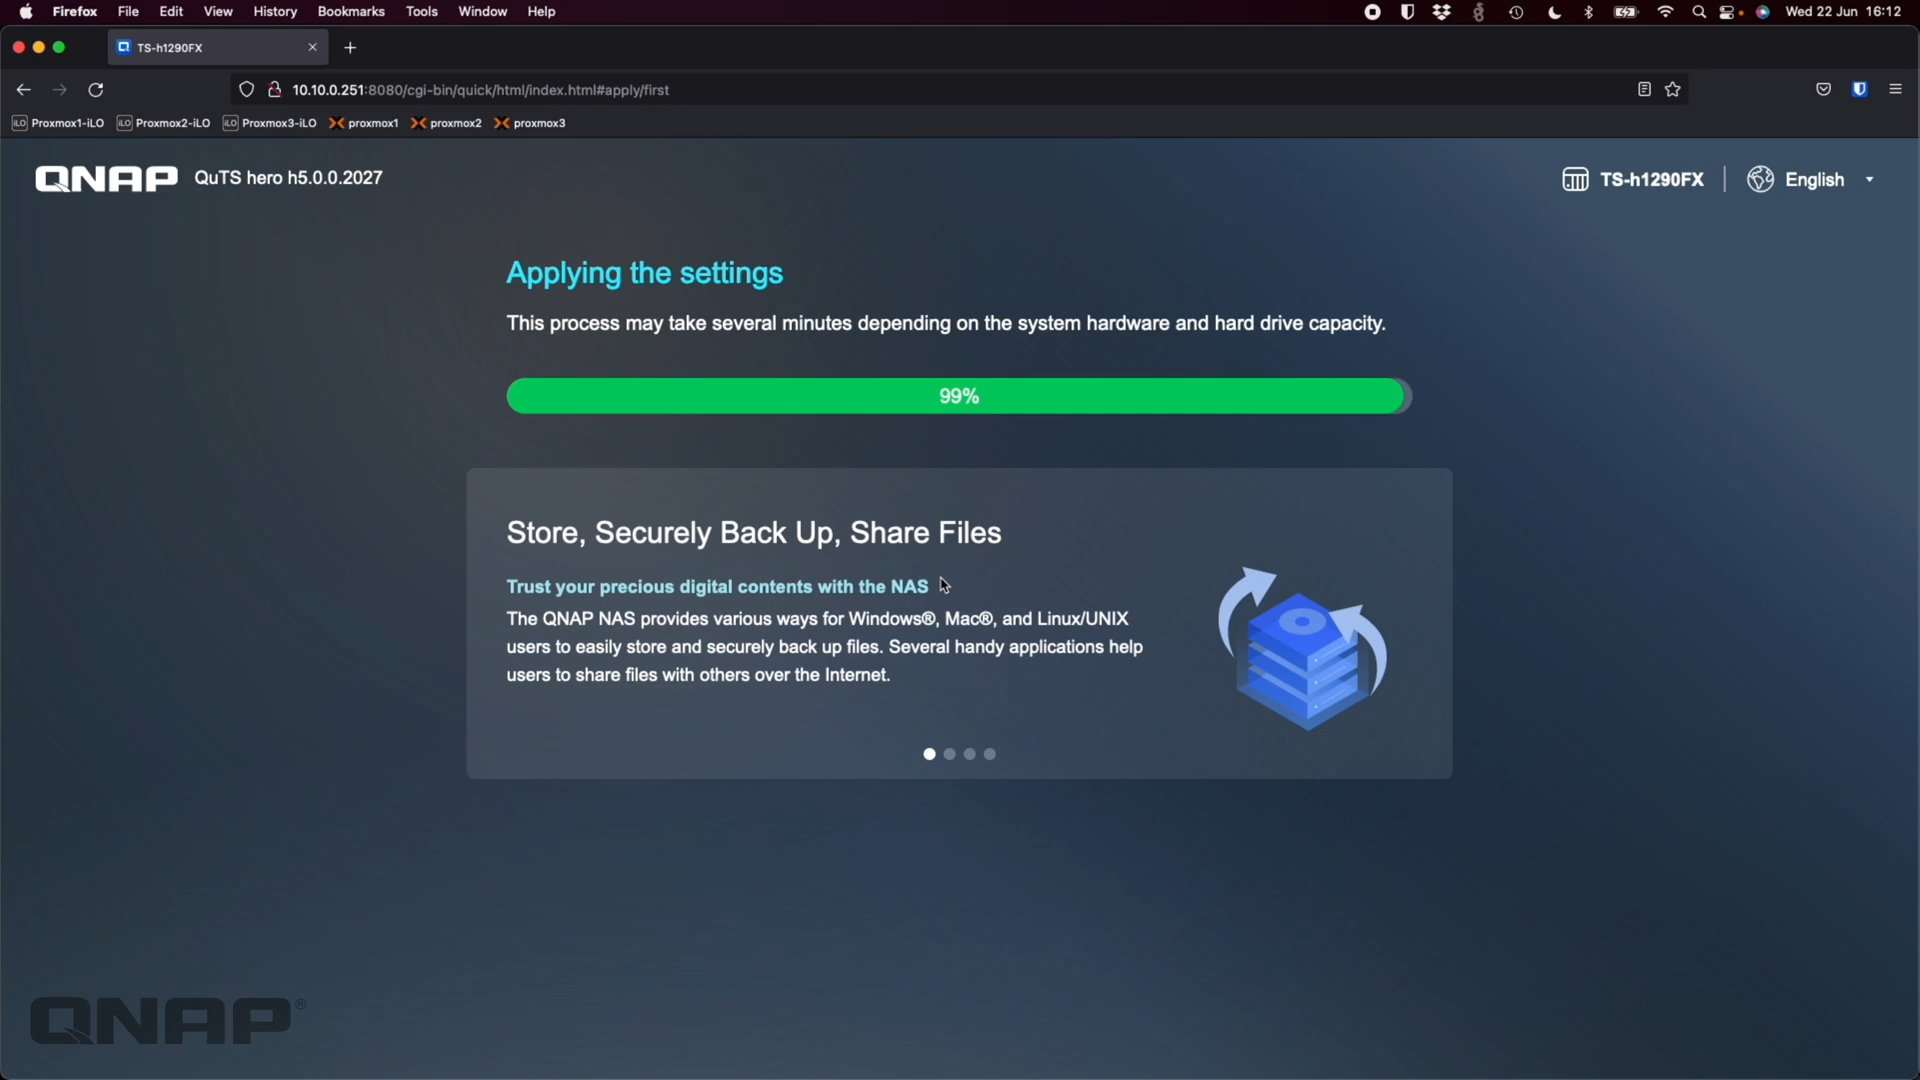 Firefox File Edit View History Bookmarks Tools Window Help Wed 22 Jun 16:12
TS-h1290FX
10.10.0.251:8080/cgi-bin/quick/html/index.html#apply/first
iLO Proxmox1-iLO iLO Proxmox2-iLO iLO Proxmox3-iLO proxmox1 proxmox2 proxmox3
QNAP QuTS hero h5.0.0.2027 TS-h1290FX English
Applying the settings
This process may take several minutes depending on the system hardware and hard drive capacity.
99%
Store, Securely Back Up, Share Files
Trust your precious digital contents with the NAS
The QNAP NAS provides various ways for Windows®, Mac®, and Linux/UNIX
users to easily store and securely back up files. Several handy applications help
users to share files with others over the Internet.
QNAP®